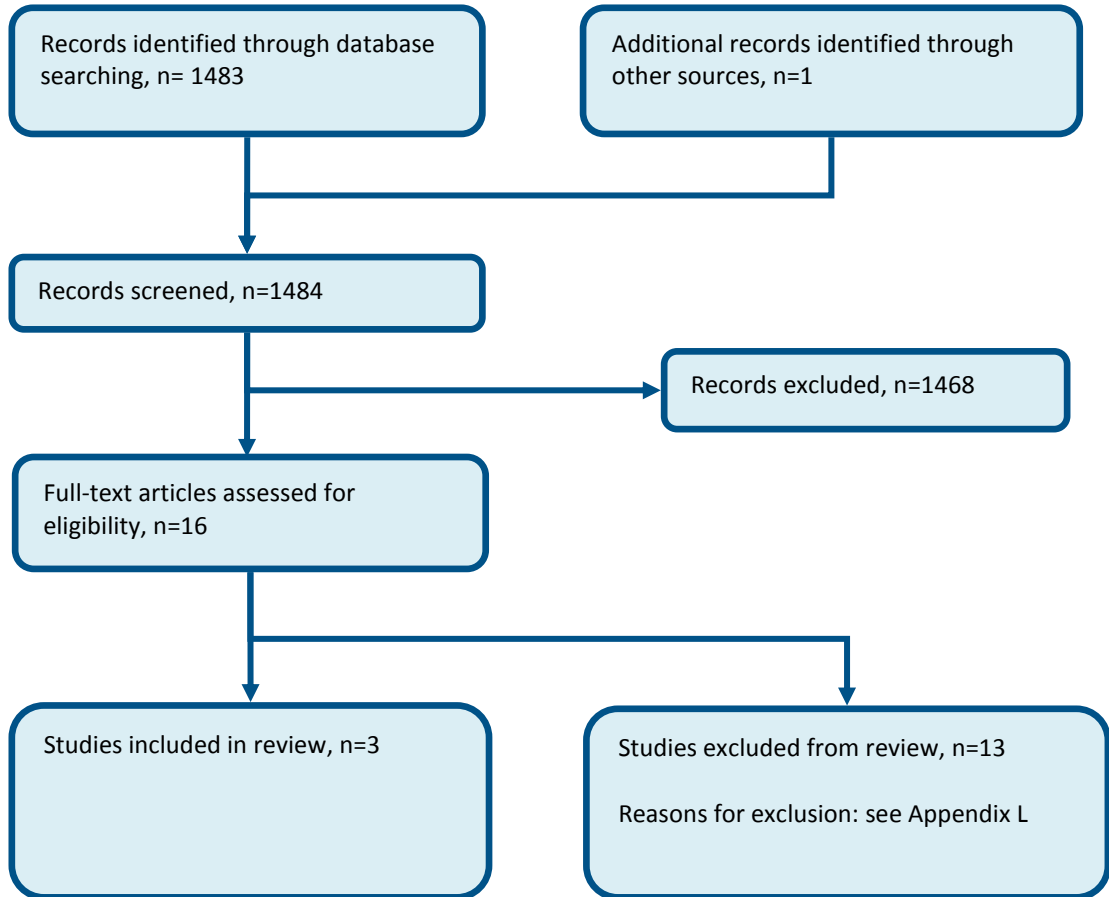 Records identified through database
searching, n= 1483
Additional records identified through
other sources, n=1
Records screened, n=1484
Records excluded, n=1468
Full-text articles assessed for
eligibility, n=16
Studies included in review, n=3
Studies excluded from review, n=13
Reasons for exclusion: see Appendix L